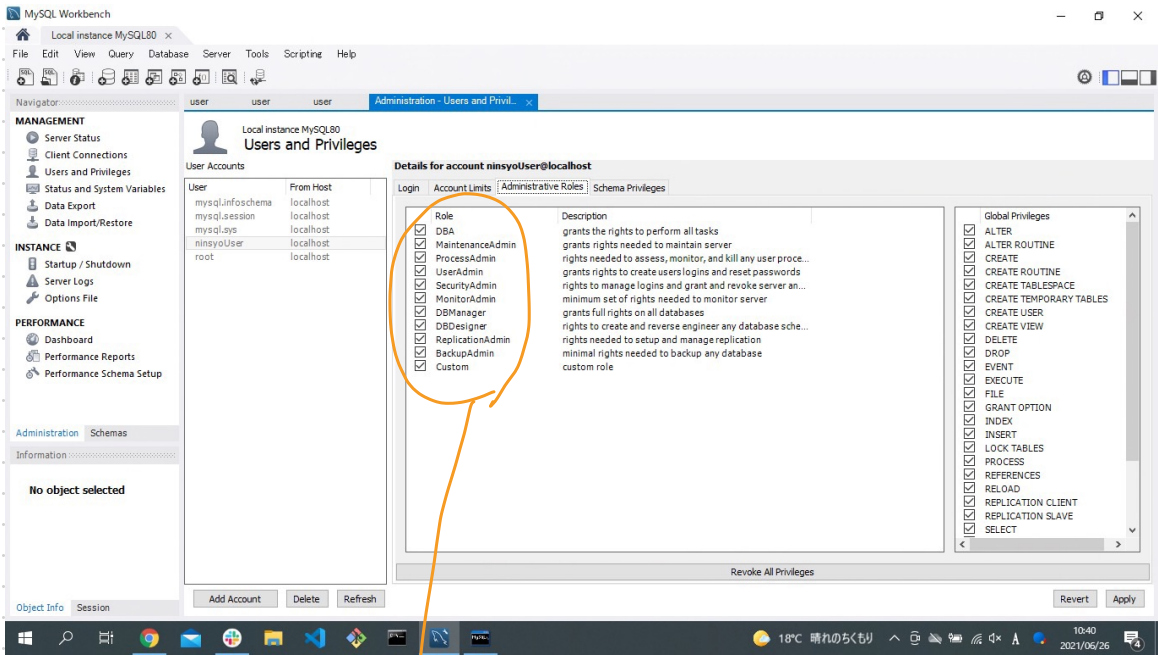 MySQL Workbench
Local instance MySQL80 ×
File Edit View Query Database Server Tools Scripting Help
Navigator
MANAGEMENT
Server Status
Client Connections
Users and Privileges
Status and System Variables
Data Export
Data Import/Restore
INSTANCE
Startup / Shutdown
Server Logs
Options File
PERFORMANCE
Dashboard
Performance Reports
Performance Schema Setup
Administration Schemas
Information
No object selected
Object Info Session
user user user Administration - Users and Privil... ×
Local instance MySQL80
Users and Privileges
User Accounts
User From Host
mysql.infoschema localhost
mysql.session localhost
mysql.sys localhost
ninsyoUser localhost
root localhost
Add Account Delete Refresh
Details for account ninsyoUser@localhost
Login Account Limits Administrative Roles Schema Privileges
Role Description
DBA grants the rights to perform all tasks
MaintenanceAdmin grants rights needed to maintain server
ProcessAdmin rights needed to assess, monitor, and kill any user proce...
UserAdmin grants rights to create users logins and reset passwords
SecurityAdmin rights to manage logins and grant and revoke server an...
MonitorAdmin minimum set of rights needed to monitor server
DBManager grants full rights on all databases
DBDesigner rights to create and reverse engineer any database sche...
ReplicationAdmin rights needed to setup and manage replication
BackupAdmin minimal rights needed to backup any database
Custom custom role
Global Privileges
ALTER
ALTER ROUTINE
CREATE
CREATE ROUTINE
CREATE TABLESPACE
CREATE TEMPORARY TABLES
CREATE USER
CREATE VIEW
DELETE
DROP
EVENT
EXECUTE
FILE
GRANT OPTION
INDEX
INSERT
LOCK TABLES
PROCESS
REFERENCES
RELOAD
REPLICATION CLIENT
REPLICATION SLAVE
SELECT
Revoke All Privileges
Revert Apply
18°C 晴れのちくもり A 10:40
2021/06/26 4